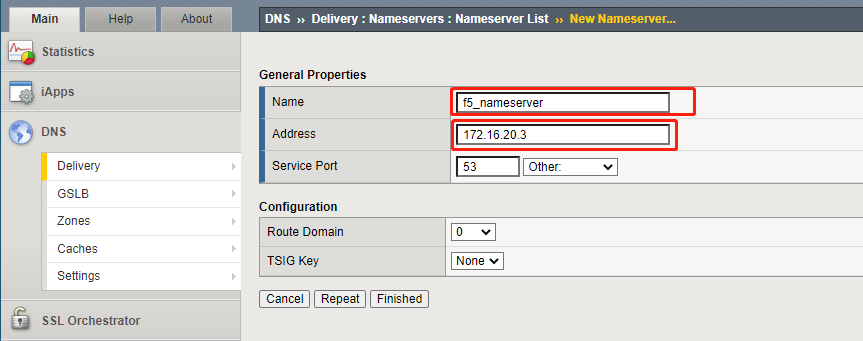 Main Help About
DNS ›› Delivery : Nameservers : Nameserver List ›› New Nameserver...
Statistics
iApps
DNS
Delivery
GSLB
Zones
Caches
Settings
SSL Orchestrator
General Properties
Name f5_nameserver
Address 172.16.20.3
Service Port 53 Other:
Configuration
Route Domain 0
TSIG Key None
Cancel Repeat Finished